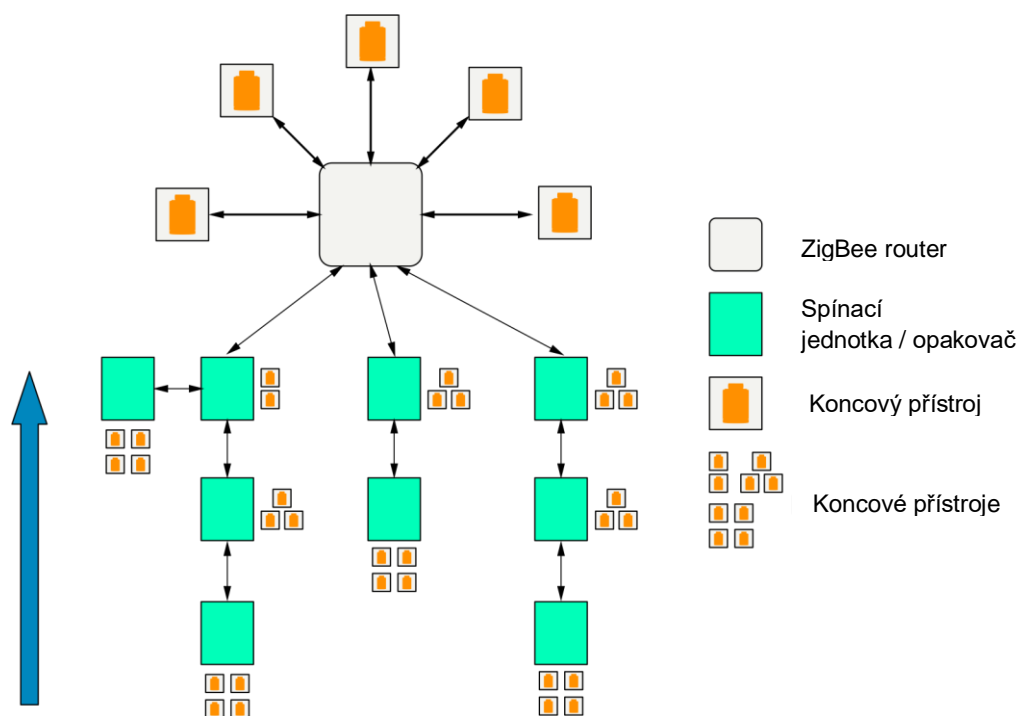 ZigBee router
Spínací
jednotka / opakovač
Koncový přístroj
Koncové přístroje